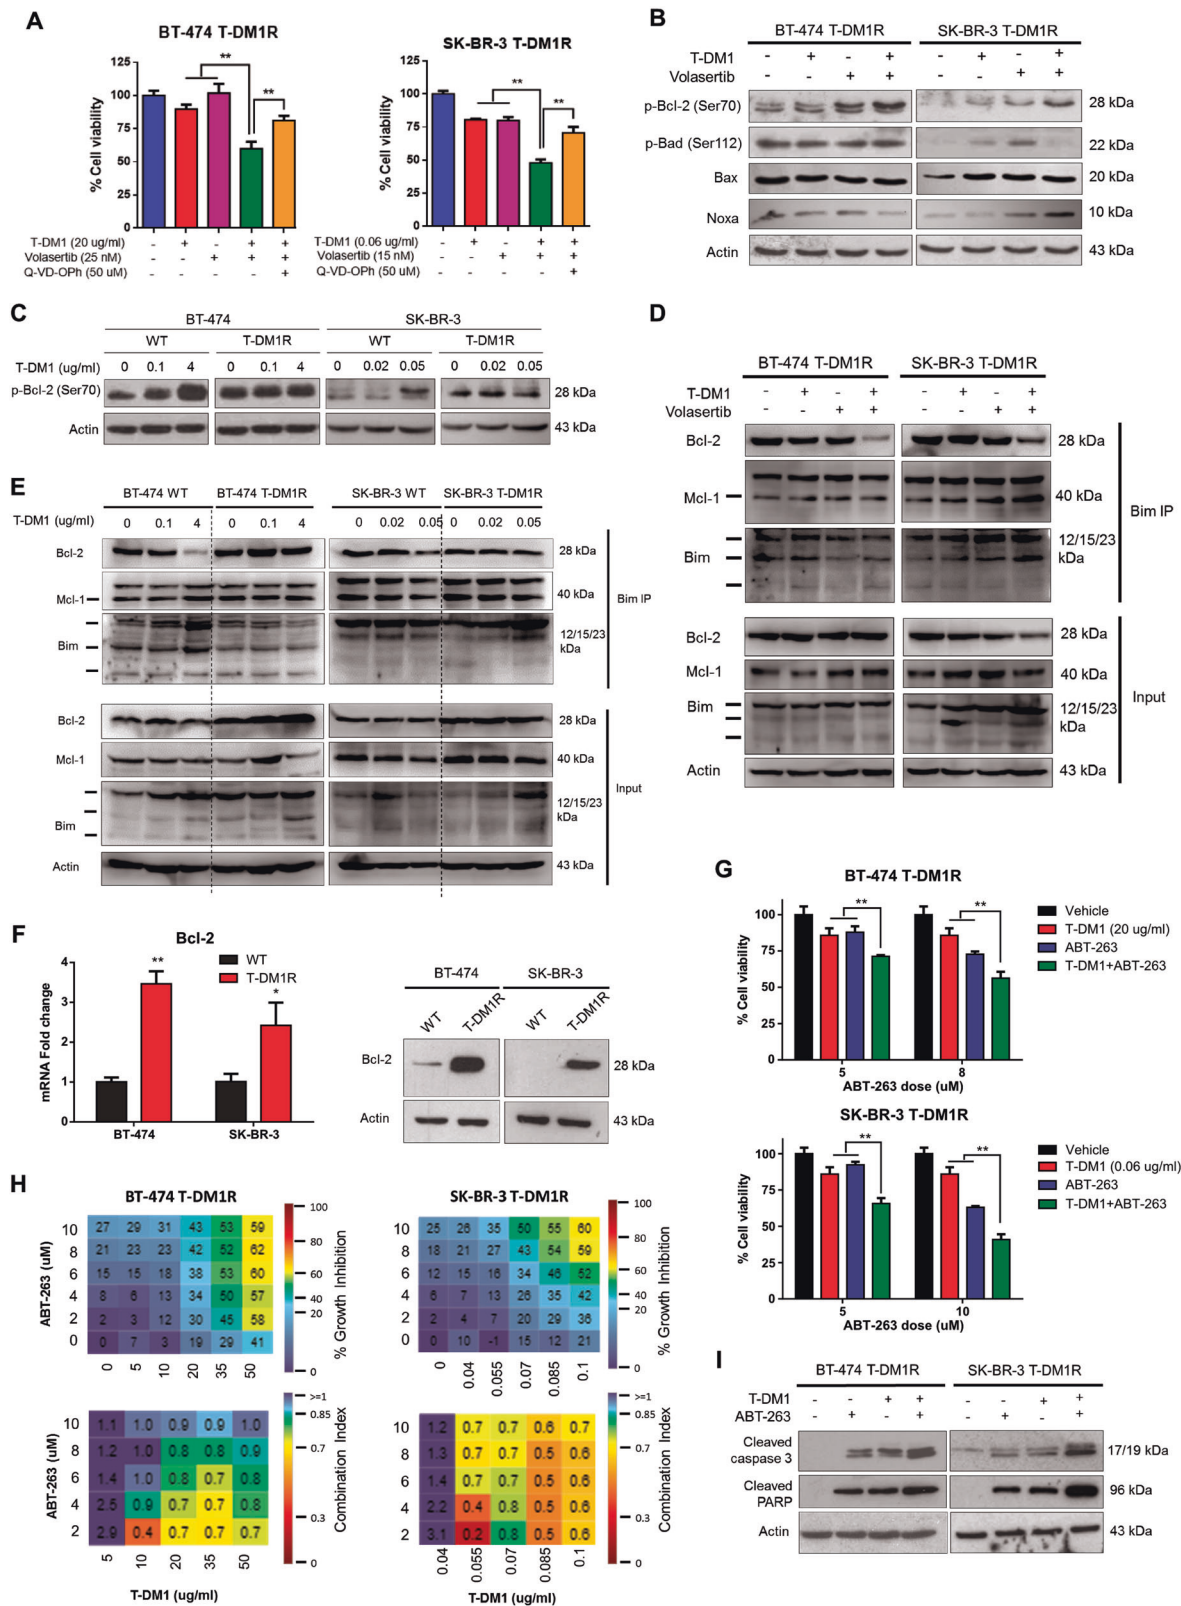 A
BT-474 T-DM1R
% Cell viability
125
100
75
50
25
0
T-DM1 (20 ug/ml) - + - + +
Volasertib (25 nM) - - + + +
Q-VD-OPh (50 uM) - - - - +
**
**
SK-BR-3 T-DM1R
% Cell viability
125
100
75
50
25
0
T-DM1 (0.06 ug/ml) - + - + +
Volasertib (15 nM) - - + + +
Q-VD-OPh (50 uM) - - - - +
**
**
B
BT-474 T-DM1R SK-BR-3 T-DM1R
T-DM1 - + - + - + - +
Volasertib - - + + - - + +
p-Bcl-2 (Ser70) 28 kDa
p-Bad (Ser112) 22 kDa
Bax 20 kDa
Noxa 10 kDa
Actin 43 kDa
C
BT-474 SK-BR-3
WT T-DM1R WT T-DM1R
T-DM1 (ug/ml) 0 0.1 4 0 0.1 4 0 0.02 0.05 0 0.02 0.05
p-Bcl-2 (Ser70) 28 kDa
Actin 43 kDa
D
BT-474 T-DM1R SK-BR-3 T-DM1R
T-DM1 - + - + - + - +
Volasertib - - + + - - + +
Bcl-2 28 kDa
Mcl-1 40 kDa
Bim 12/15/23 kDa
Bim IP
Bcl-2 28 kDa
Mcl-1 40 kDa
Bim 12/15/23 kDa
Actin 43 kDa
Input
E
BT-474 WT BT-474 T-DM1R SK-BR-3 WT SK-BR-3 T-DM1R
T-DM1 (ug/ml) 0 0.1 4 0 0.1 4 0 0.02 0.05 0 0.02 0.05
Bcl-2 28 kDa
Mcl-1 40 kDa
Bim 12/15/23 kDa
Bim IP
Bcl-2 28 kDa
Mcl-1 40 kDa
Bim 12/15/23 kDa
Actin 43 kDa
Input
F
Bcl-2
WT
T-DM1R
mRNA Fold change
4
3
2
1
0
**
*
BT-474 SK-BR-3
BT-474 SK-BR-3
WT T-DM1R WT T-DM1R
Bcl-2 28 kDa
Actin 43 kDa
G
BT-474 T-DM1R
% Cell viability
100
75
50
25
0
** **
5 8
ABT-263 dose (uM)
Vehicle
T-DM1 (20 ug/ml)
ABT-263
T-DM1+ABT-263
SK-BR-3 T-DM1R
% Cell viability
100
75
50
25
0
** **
5 10
ABT-263 dose (uM)
Vehicle
T-DM1 (0.06 ug/ml)
ABT-263
T-DM1+ABT-263
H
BT-474 T-DM1R
ABT-263 (uM)
10 27 29 31 43 53 59
8 21 23 23 42 52 62
6 15 15 18 38 53 60
4 8 6 13 34 50 57
2 2 3 12 30 45 58
0 0 7 3 19 29 41
0 5 10 20 35 50
100
80
60
40
20
0
% Growth Inhibition
SK-BR-3 T-DM1R
10 25 26 35 50 55 60
8 18 21 27 43 54 59
6 12 15 16 34 46 52
4 6 7 13 26 35 42
2 2 4 7 20 29 36
0 0 10 -1 15 12 21
0 0.04 0.055 0.07 0.085 0.1
100
80
60
40
20
0
% Growth Inhibition
ABT-263 (uM)
10 1.1 1.0 0.9 0.9 1.0
8 1.2 1.0 0.8 0.8 0.9
6 1.4 1.0 0.8 0.7 0.8
4 2.5 0.9 0.7 0.7 0.8
2 2.9 0.4 0.7 0.7 0.7
5 10 20 35 50
T-DM1 (ug/ml)
>=1
0.85
0.7
0.3
0
Combination Index
10 1.2 0.7 0.7 0.6 0.7
8 1.3 0.7 0.8 0.5 0.6
6 1.4 0.7 0.7 0.5 0.6
4 2.2 0.4 0.8 0.5 0.6
2 3.1 0.2 0.8 0.5 0.6
0.04 0.055 0.07 0.085 0.1
T-DM1 (ug/ml)
>=1
0.85
0.7
0.3
0
Combination Index
I
BT-474 T-DM1R SK-BR-3 T-DM1R
T-DM1 - - + + - - + +
ABT-263 - + - + - + - +
Cleaved caspase 3 17/19 kDa
Cleaved PARP 96 kDa
Actin 43 kDa